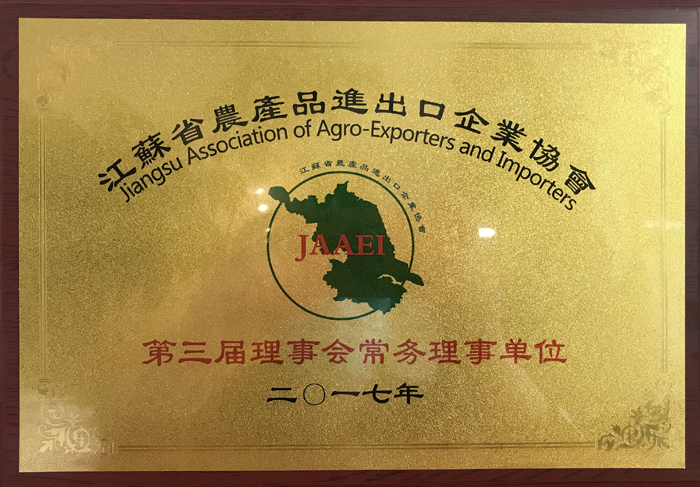 江蘇省農產品進出口企業協會
Jiangsu Association of Agro-Exporters and Importers
江蘇省農產品進出口企業協會
JAAEI
第三届理事会常务理事单位
二〇一七年